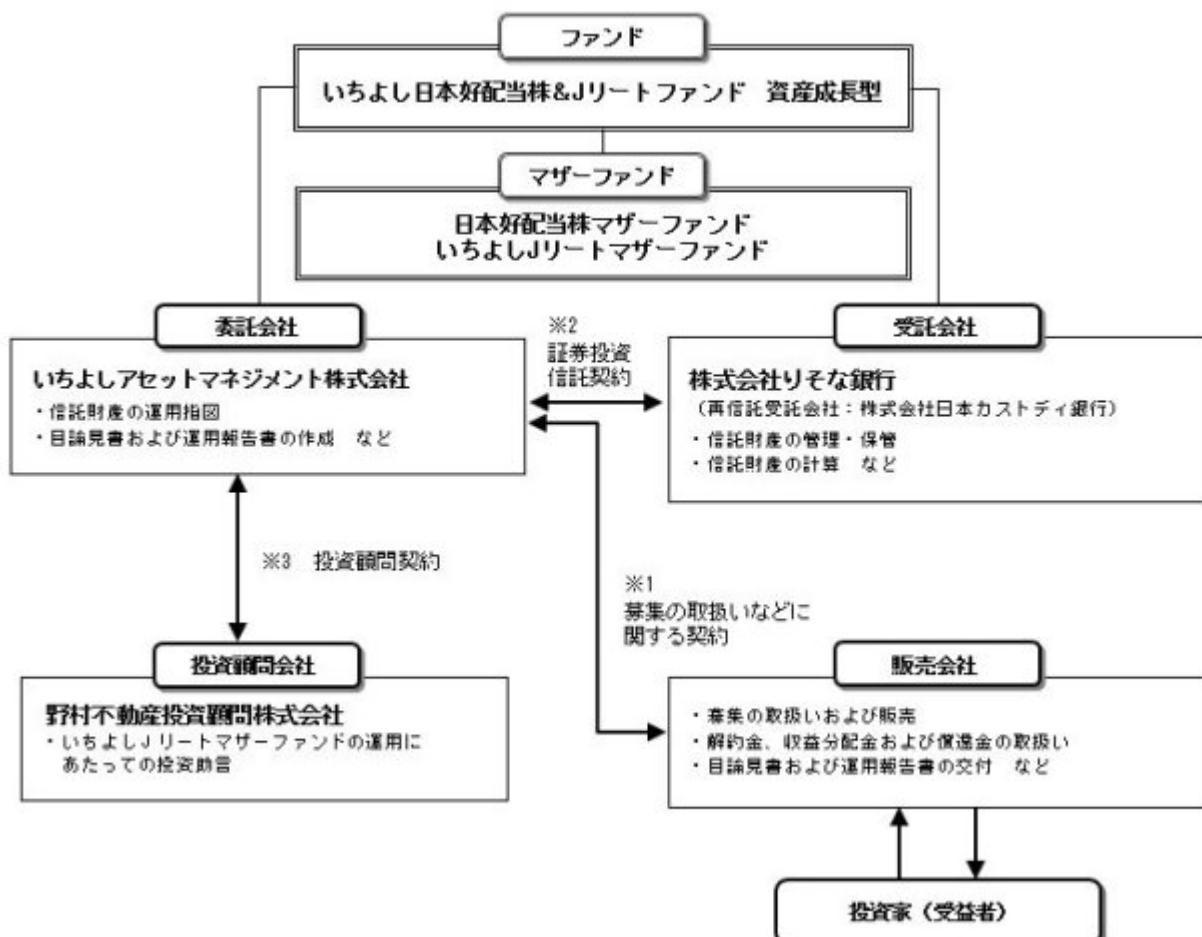 ファンド
いちよし日本好配当株&Jリートファンド 資産成長型
マザーファンド
日本好配当株マザーファンド
いちよしJリートマザーファンド
委託会社
いちよしアセットマネジメント株式会社
・信託財産の運用指図
・目論見書および運用報告書の作成 など
※2
証券投資
信託契約
受託会社
株式会社りそな銀行
（再信託受託会社：株式会社日本カストディ銀行）
・信託財産の管理・保管
・信託財産の計算 など
※3 投資顧問契約
※1
募集の取扱いなどに
関する契約
投資顧問会社
野村不動産投資顧問株式会社
・いちよしJリートマザーファンドの運用に
あたっての投資助言
販売会社
・募集の取扱いおよび販売
・解約金、収益分配金および償還金の取扱い
・目論見書および運用報告書の交付 など
投資家（受益者）